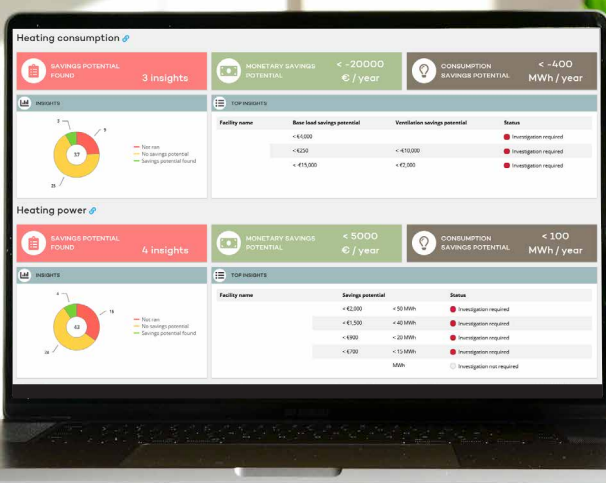 Heating consumption
SAVINGS POTENTIAL
FOUND
3 insights
MONETARY SAVINGS
POTENTIAL
< -20000
€ / year
CONSUMPTION
SAVINGS POTENTIAL
< -400
MWh / year
INSIGHTS
TOP INSIGHTS
3
9
37
25
Not ran
No savings potential
Savings potential found
Facility name Base load savings potential Ventilation savings potential Status
< €4,000 Investigation required
< €250 < -€10,000 Investigation required
< -€15,000 < €2,000 Investigation required
Heating power
SAVINGS POTENTIAL
FOUND
4 insights
MONETARY SAVINGS
POTENTIAL
< 5000
€ / year
CONSUMPTION
SAVINGS POTENTIAL
< 100
MWh / year
INSIGHTS
TOP INSIGHTS
16
43
Not ran
No savings potential
Savings potential found
Facility name Savings potential Status
< €2,000 < 50 MWh Investigation required
< €1,500 < 40 MWh Investigation required
< €900 < 20 MWh Investigation required
< €700 < 15 MWh Investigation required
MWh Investigation not required